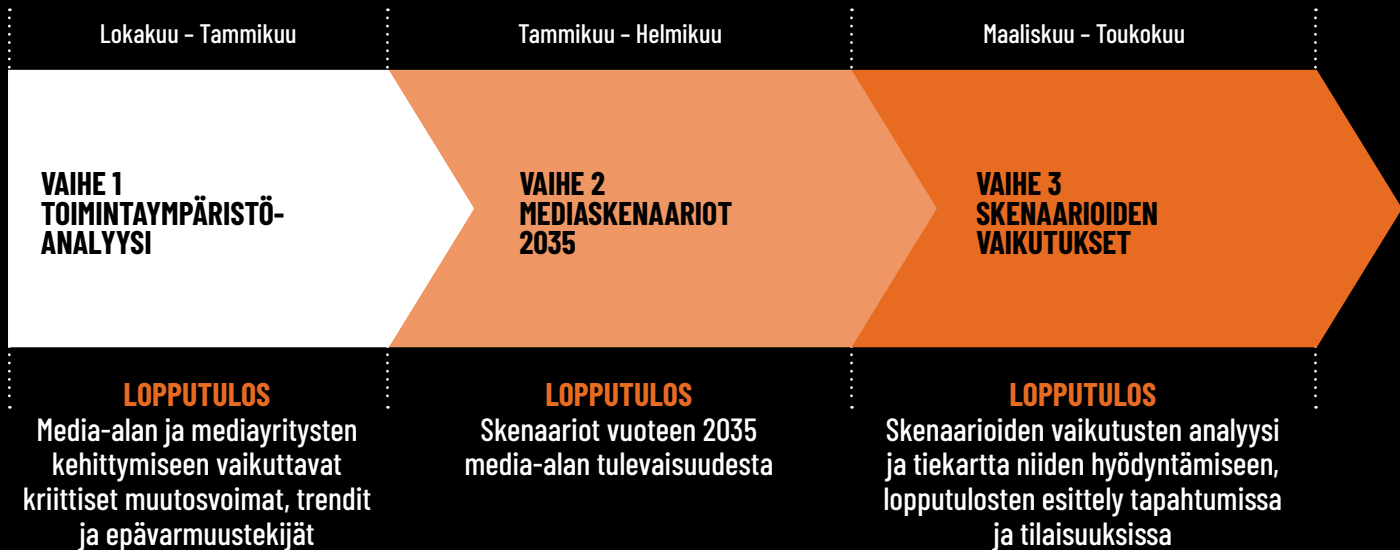 Lokakuu – Tammikuu
Tammikuu – Helmikuu
Maaliskuu – Toukokuu
VAIHE 1
TOIMINTAYMPÄRISTÖ-
ANALYYSI
VAIHE 2
MEDIASKENAARIOT
2035
VAIHE 3
SKENAARIOIDEN
VAIKUTUKSET
LOPPUTULOS
Media-alan ja mediayritysten
kehittymiseen vaikuttavat
kriittiset muutosvoimat, trendit
ja epävarmuustekijät
LOPPUTULOS
Skenaariot vuoteen 2035
media-alan tulevaisuudesta
LOPPUTULOS
Skenaarioiden vaikutusten analyysi
ja tiekartta niiden hyödyntämiseen,
lopputulosten esittely tapahtumissa
ja tilaisuuksissa